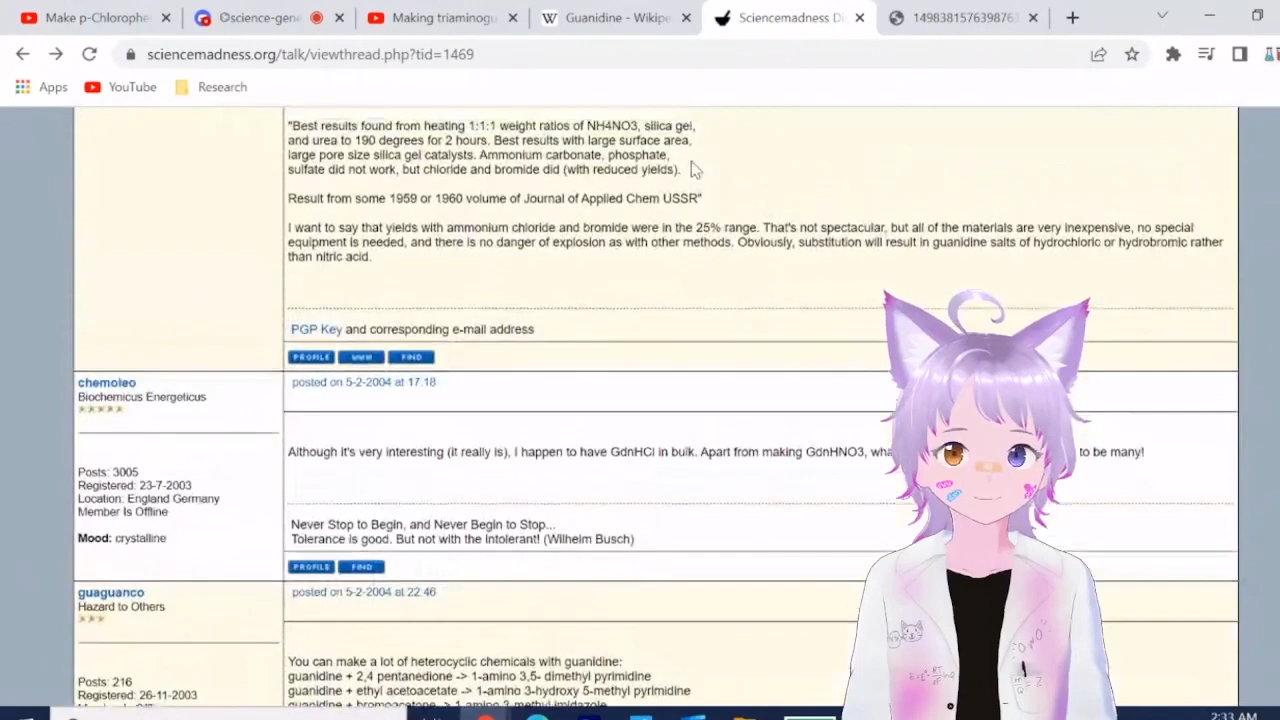 Make p-Chlorophe
science-gene
Making triaminogu
Guanidine - Wikipe
Sciencemadness Di
1498381576398763
sciencemadness.org/talk/viewthread.php?tid=1469
Apps YouTube Research
"Best results found from heating 1:1:1 weight ratios of NH4NO3, silica gel,
and urea to 190 degrees for 2 hours. Best results with large surface area,
large pore size silica gel catalysts. Ammonium carbonate, phosphate,
sulfate did not work, but chloride and bromide did (with reduced yields).
Result from some 1959 or 1960 volume of Journal of Applied Chem USSR"
I want to say that yields with ammonium chloride and bromide were in the 25% range. That's not spectacular, but all of the materials are very inexpensive, no special
equipment is needed, and there is no danger of explosion as with other methods. Obviously, substitution will result in guanidine salts of hydrochloric or hydrobromic rather
than nitric acid.
PGP Key and corresponding e-mail address
PROFILE WWW FIND
chemoleo
Biochemicus Energeticus
posted on 5-2-2004 at 17:18
Posts: 3005
Registered: 23-7-2003
Location: England Germany
Member Is Offline
Mood: crystalline
Although it's very interesting (it really is), I happen to have GdnHCl in bulk. Apart from making GdnHNO3, wha to be many!
Never Stop to Begin, and Never Begin to Stop...
Tolerance is good. But not with the intolerant! (Wilhelm Busch)
PROFILE FIND
guaguanco
Hazard to Others
posted on 5-2-2004 at 22:46
Posts: 216
Registered: 26-11-2003
You can make a lot of heterocyclic chemicals with guanidine:
guanidine + 2,4 pentanedione -> 1-amino 3,5- dimethyl pyrimidine
guanidine + ethyl acetoacetate -> 1-amino 3-hydroxy 5-methyl pyrimidine
guanidine + bromoacetone -> 1 amino 3-methyl-imidazole
2:33 AM